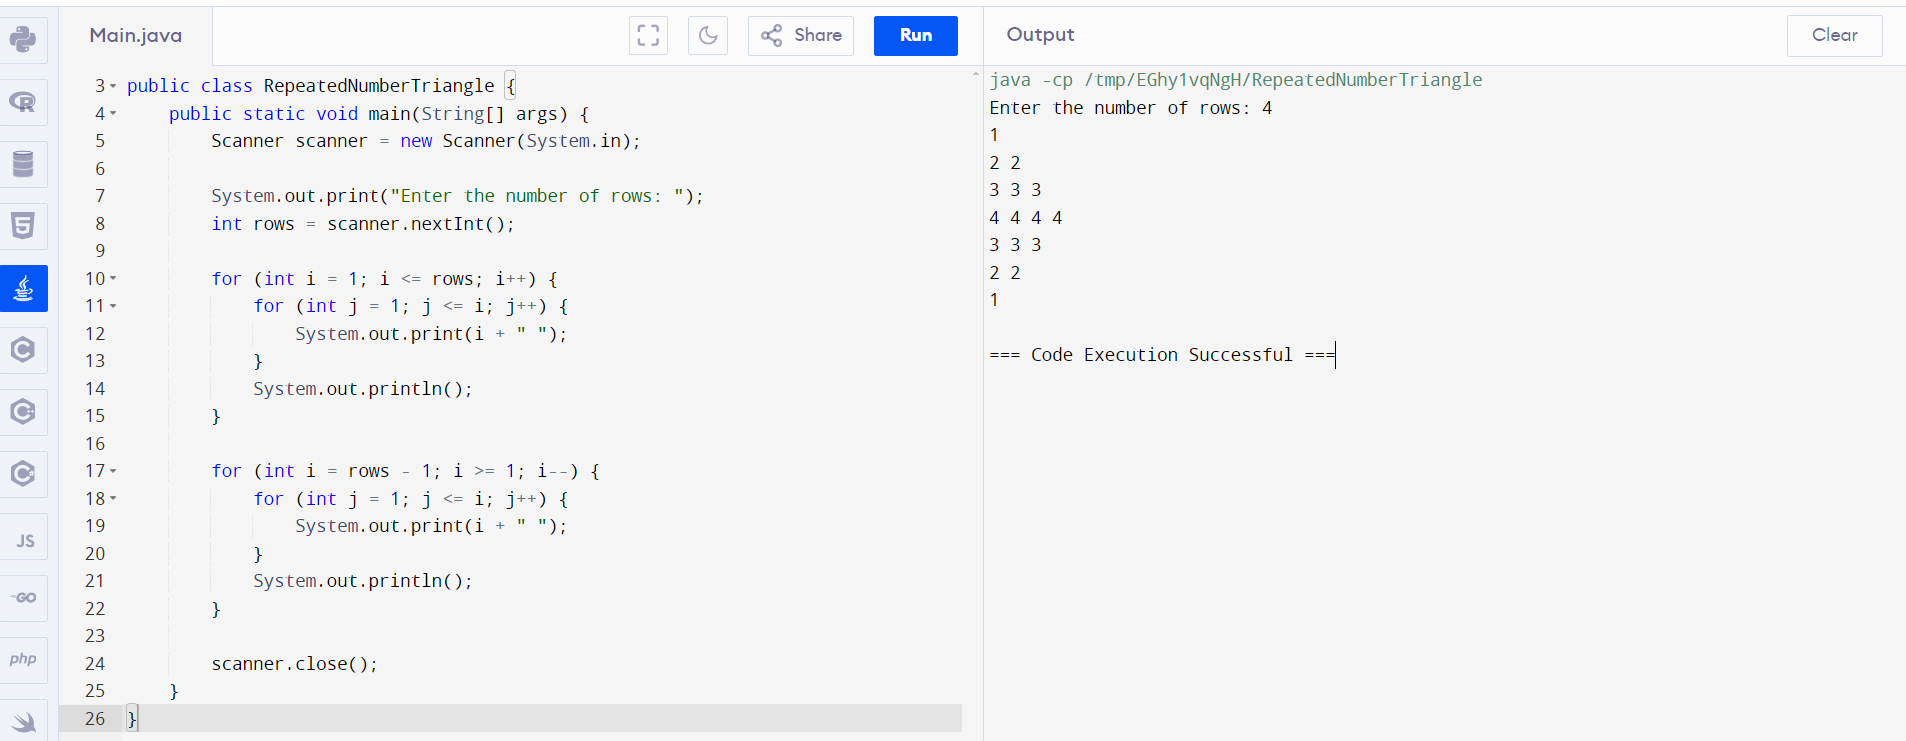 Main.java
Share
Run
3 public class RepeatedNumberTriangle {
4     public static void main(String[] args) {
5         Scanner scanner = new Scanner(System.in);
6
7         System.out.print("Enter the number of rows: ");
8         int rows = scanner.nextInt();
9
10         for (int i = 1; i <= rows; i++) {
11             for (int j = 1; j <= i; j++) {
12                 System.out.print(i + " ");
13             }
14             System.out.println();
15         }
16
17         for (int i = rows - 1; i >= 1; i--) {
18             for (int j = 1; j <= i; j++) {
19                 System.out.print(i + " ");
20             }
21             System.out.println();
22         }
23
24         scanner.close();
25     }
26 }
Output
Clear
java -cp /tmp/EGhy1vqNgH/RepeatedNumberTriangle
Enter the number of rows: 4
1
2 2
3 3 3
4 4 4 4
3 3 3
2 2
1
=== Code Execution Successful ===
R
5
C
C
C
JS
GO
php